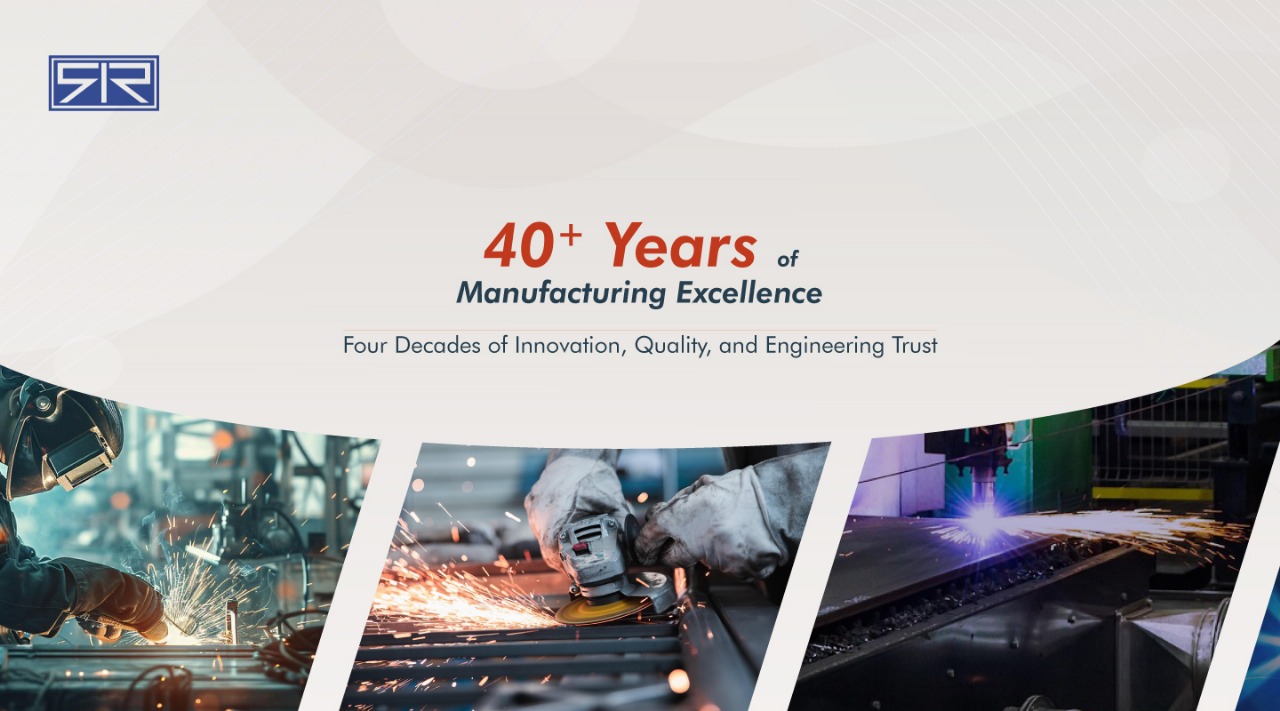 40+ Years of
Manufacturing Excellence
Four Decades of Innovation, Quality, and Engineering Trust